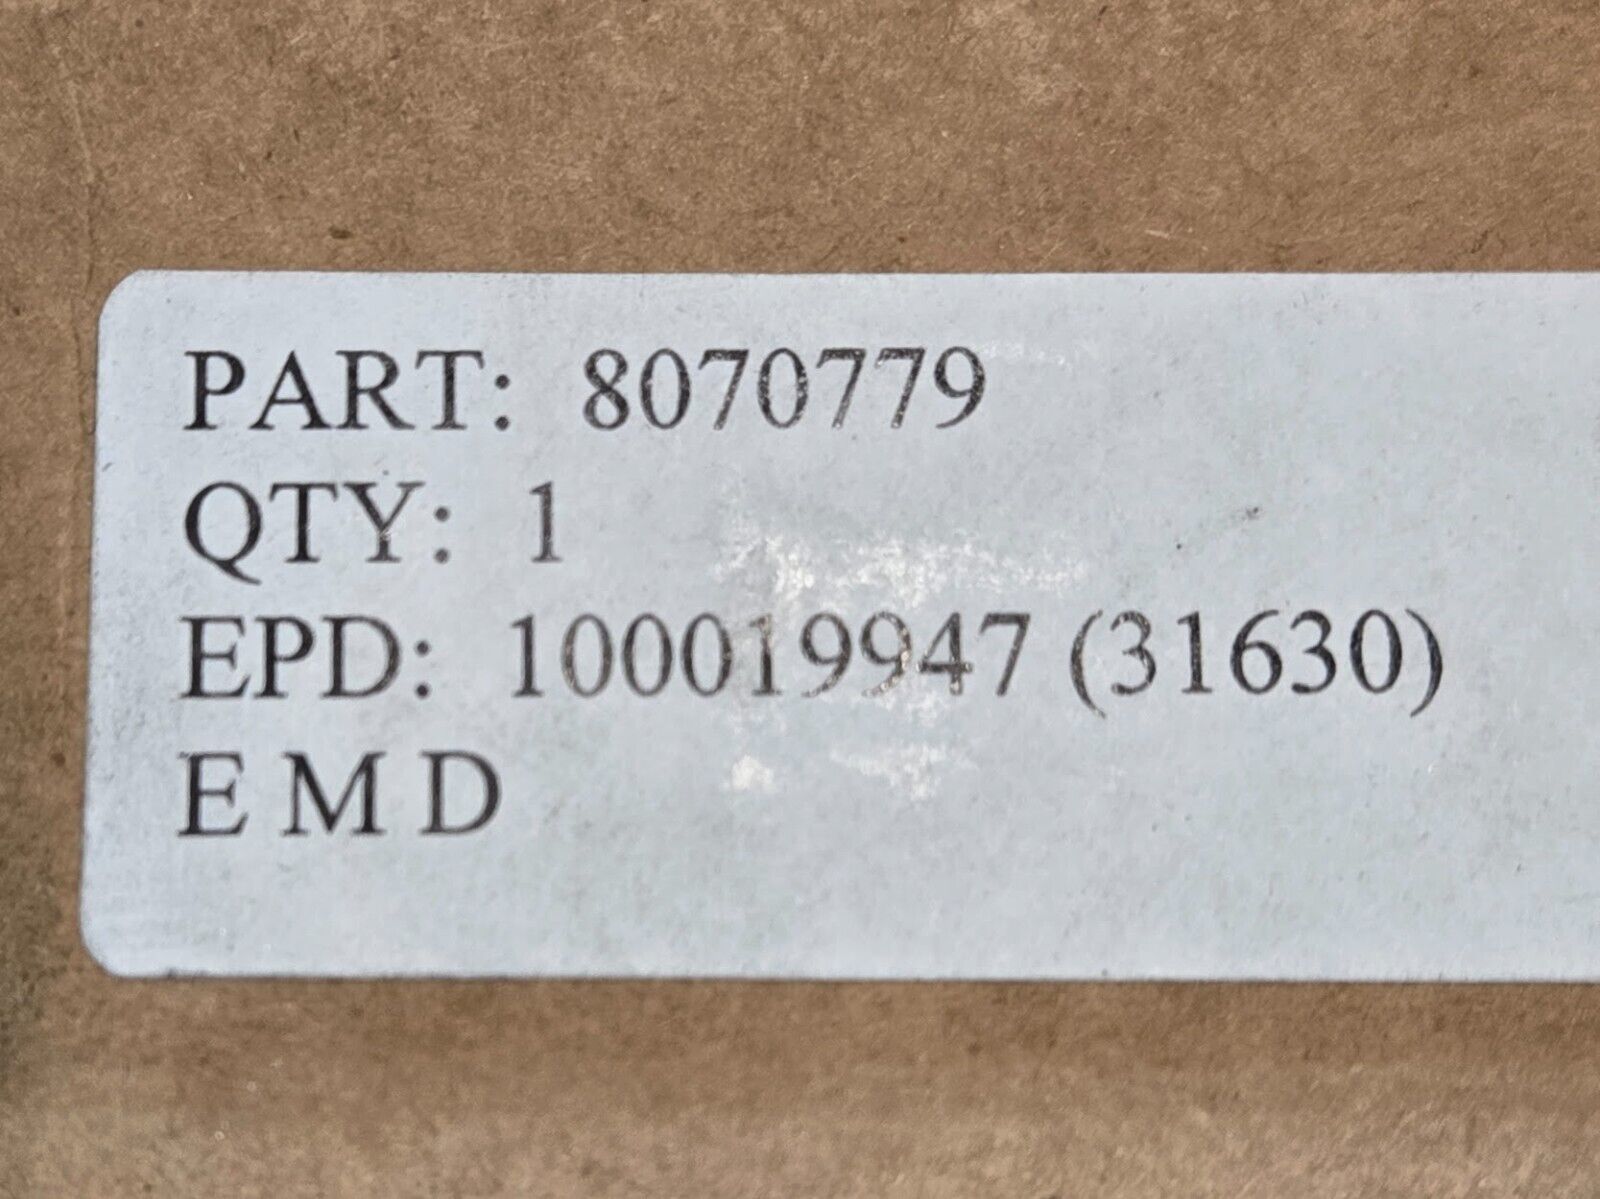 PART: 8070779
QTY: 1
EPD: 100019947 (31630)
E M D